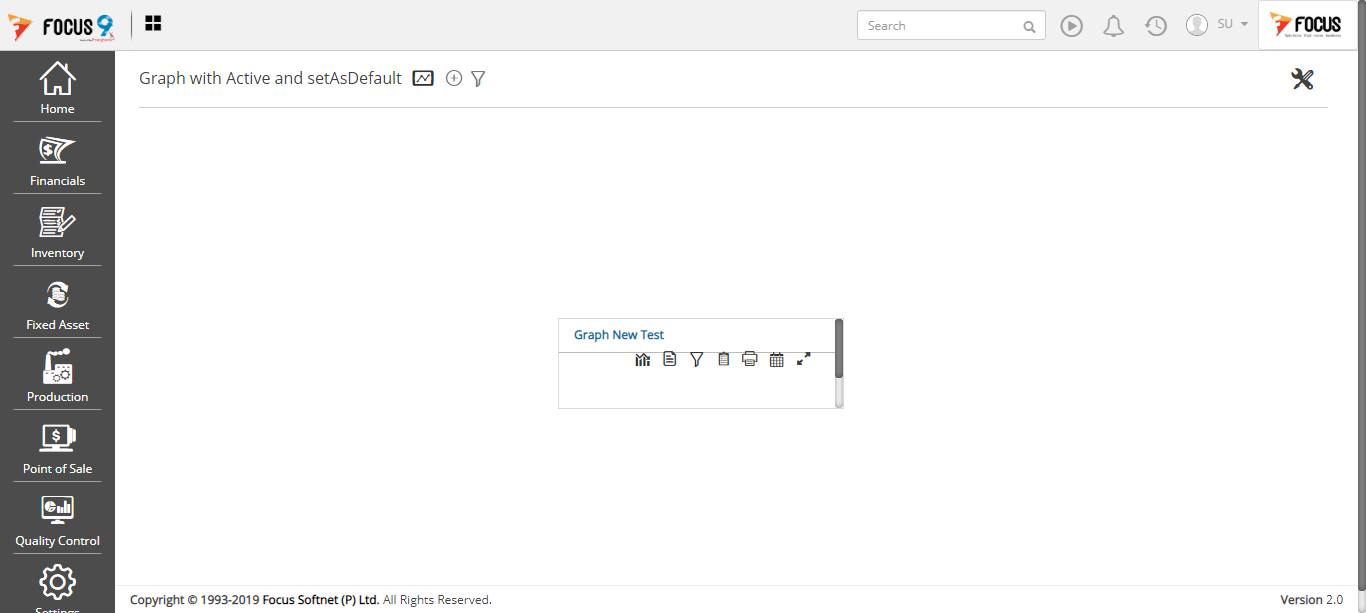 FOCUS 9
Search
SU
FOCUS
Graph with Active and setAsDefault
Home
Financials
Inventory
Fixed Asset
Production
Point of Sale
Quality Control
Settings
Graph New Test
Copyright © 1993-2019 Focus Softnet (P) Ltd. All Rights Reserved.
Version 2.0